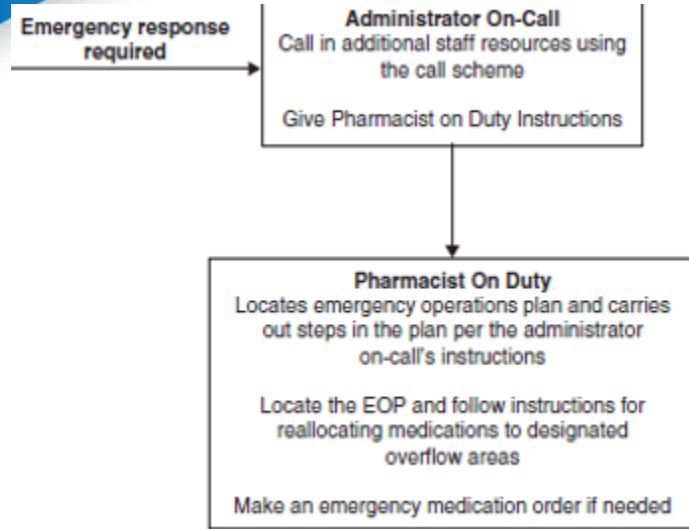 Emergency response
required
Administrator On-Call
Call in additional staff resources using
the call scheme
Give Pharmacist on Duty Instructions
Pharmacist On Duty
Locates emergency operations plan and carries
out steps in the plan per the administrator
on-call's instructions
Locate the EOP and follow instructions for
reallocating medications to designated
overflow areas
Make an emergency medication order if needed